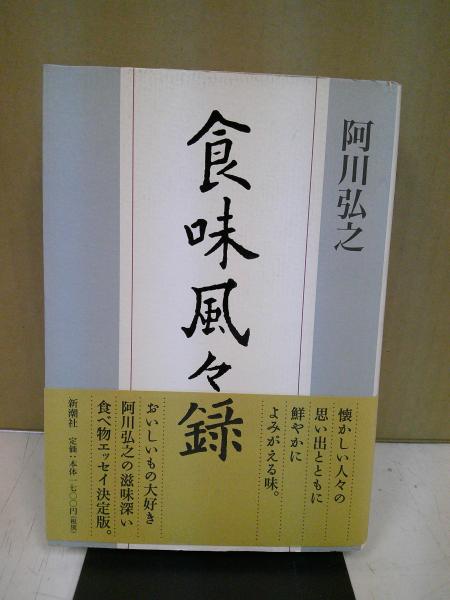 阿川弘之
食味風々録
懐かしい人々の
思い出とともに
鮮やかに
よみがえる味。
おいしいもの大好き
阿川弘之の滋味深い
食べ物エッセイ決定版。
新潮社 定価：本体一七〇〇円（税別）